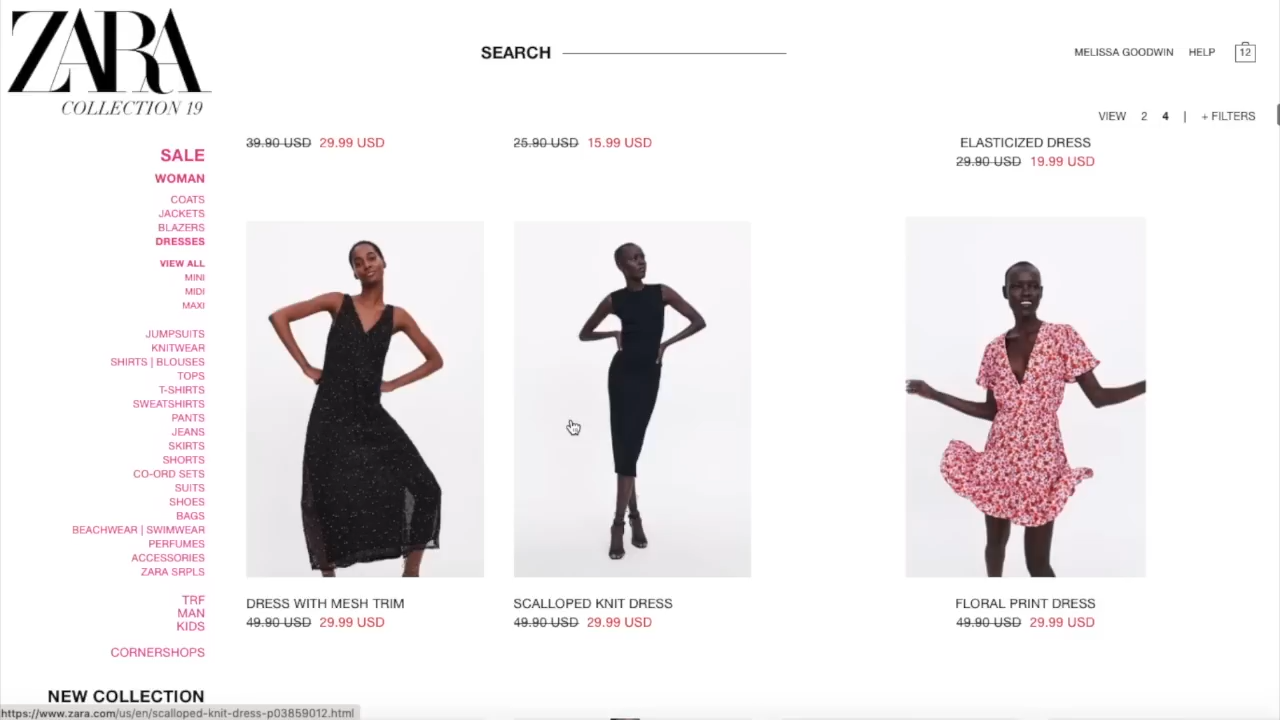 ZARA
COLLECTION 19
SEARCH
MELISSA GOODWIN HELP 12
VIEW 2 4 | + FILTERS
39.90 USD 29.99 USD
25.90 USD 15.99 USD
ELASTICIZED DRESS
29.90 USD 19.99 USD
SALE
WOMAN
COATS
JACKETS
BLAZERS
DRESSES
VIEW ALL
MINI
MIDI
MAXI
JUMPSUITS
KNITWEAR
SHIRTS | BLOUSES
TOPS
T-SHIRTS
SWEATSHIRTS
PANTS
JEANS
SKIRTS
SHORTS
CO-ORD SETS
SUITS
SHOES
BAGS
BEACHWEAR | SWIMWEAR
PERFUMES
ACCESSORIES
ZARA SRPLS
TRF
MAN
KIDS
CORNERSHOPS
NEW COLLECTION
DRESS WITH MESH TRIM
49.90 USD 29.99 USD
SCALLOPED KNIT DRESS
49.90 USD 29.99 USD
FLORAL PRINT DRESS
49.90 USD 29.99 USD
https://www.zara.com/us/en/scalloped-knit-dress-p03859012.html